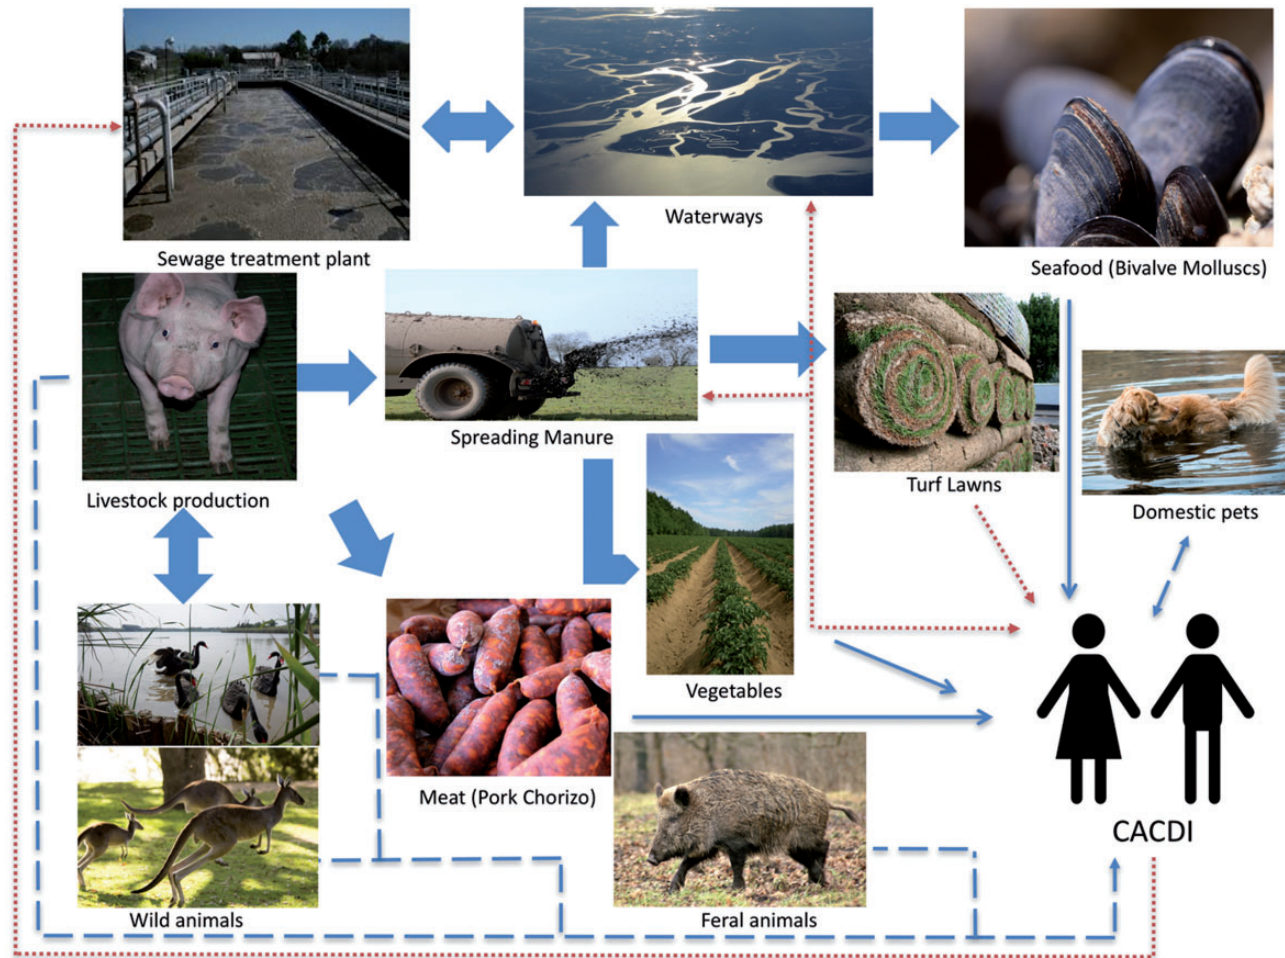 Sewage treatment plant
Waterways
Seafood (Bivalve Molluscs)
Livestock production
Spreading Manure
Turf Lawns
Domestic pets
Vegetables
Meat (Pork Chorizo)
CACDI
Wild animals
Feral animals